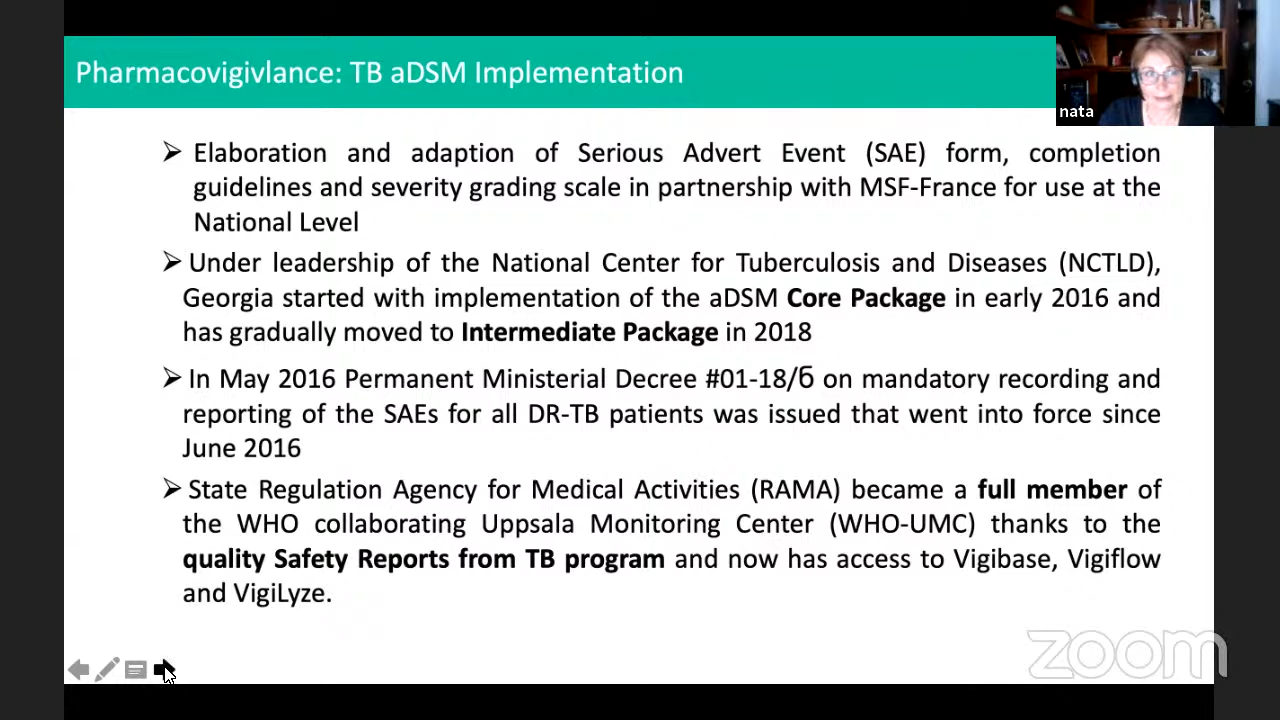 Pharmacovigivlance: TB aDSM Implementation
nata
➢ Elaboration and adaption of Serious Advert Event (SAE) form, completion
guidelines and severity grading scale in partnership with MSF-France for use at the
National Level
➢ Under leadership of the National Center for Tuberculosis and Diseases (NCTLD),
Georgia started with implementation of the aDSM Core Package in early 2016 and
has gradually moved to Intermediate Package in 2018
➢ In May 2016 Permanent Ministerial Decree #01-18/ნ on mandatory recording and
reporting of the SAEs for all DR-TB patients was issued that went into force since
June 2016
➢ State Regulation Agency for Medical Activities (RAMA) became a full member of
the WHO collaborating Uppsala Monitoring Center (WHO-UMC) thanks to the
quality Safety Reports from TB program and now has access to Vigibase, Vigiflow
and VigiLyze.
zoom